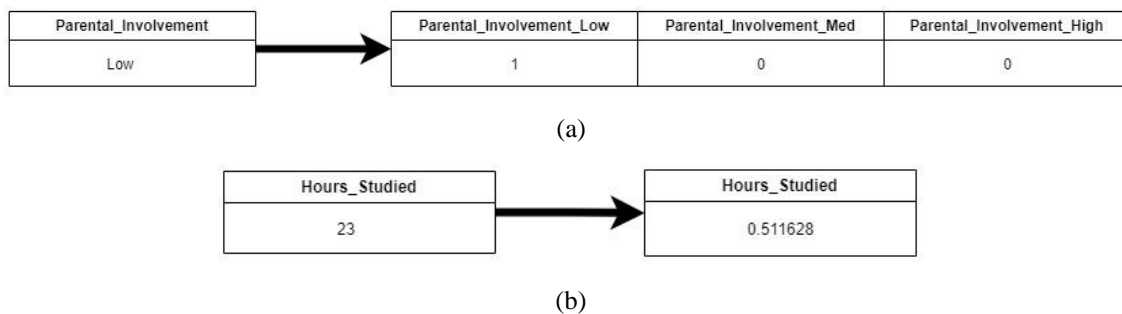 Parental_Involvement
Low
Parental_Involvement_Low Parental_Involvement_Med Parental_Involvement_High
1 0 0
(a)
Hours_Studied
23
Hours_Studied
0.511628
(b)